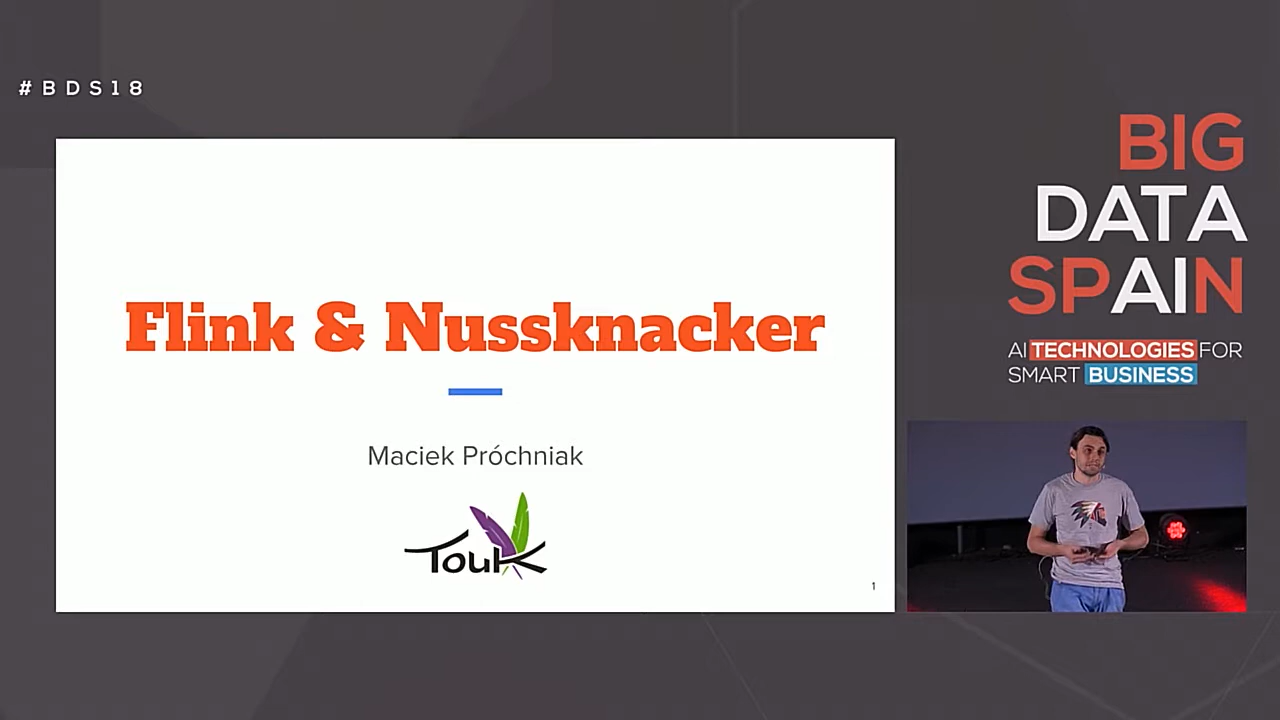 #BDS18
BIG
DATA
SPAIN
AI TECHNOLOGIES FOR
SMART BUSINESS
Flink & Nussknacker
Maciek Próchniak
Touk
1